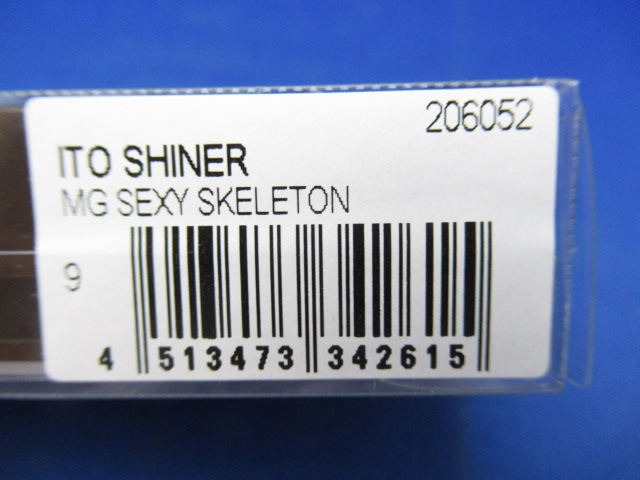 206052
ITO SHINER
MG SEXY SKELETON
9
4 513473 342615